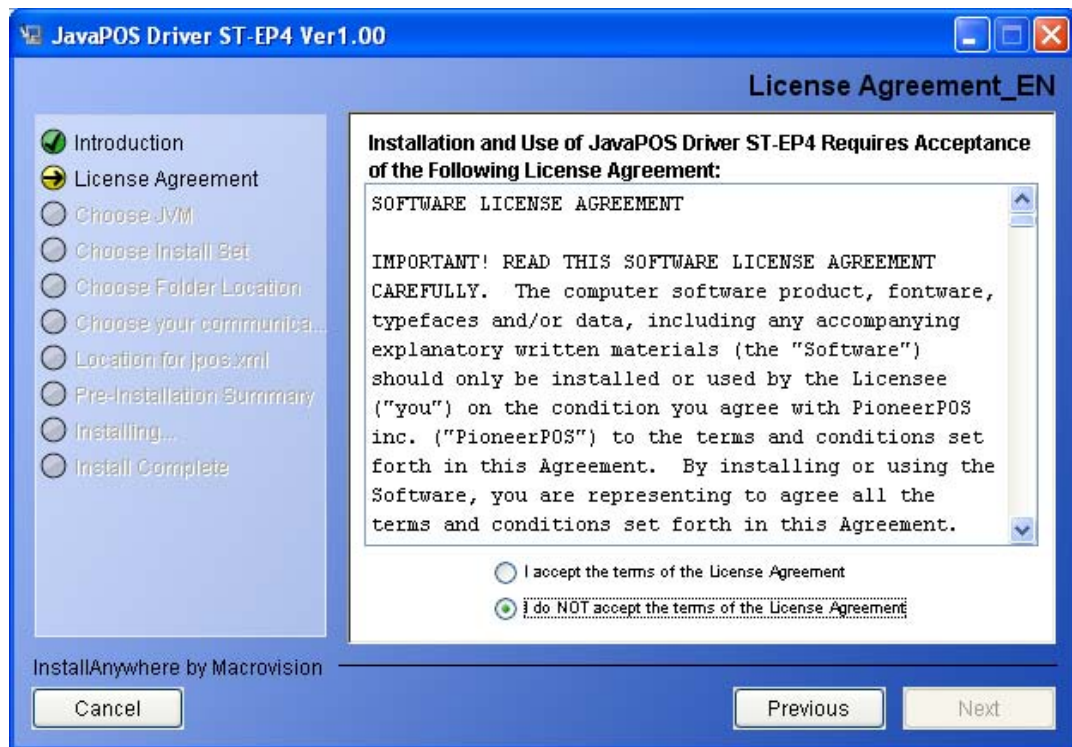 JavaPOS Driver ST-EP4 Ver1.00
License Agreement_EN
Introduction
License Agreement
Choose JVM
Choose Install Set
Choose Folder Location
Choose your communica...
Location for jpos.xml
Pre-Installation Summary
Installing...
Install Complete
Installation and Use of JavaPOS Driver ST-EP4 Requires Acceptance
of the Following License Agreement:
SOFTWARE LICENSE AGREEMENT
IMPORTANT! READ THIS SOFTWARE LICENSE AGREEMENT
CAREFULLY.  The computer software product, fontware,
typefaces and/or data, including any accompanying
explanatory written materials (the "Software")
should only be installed or used by the Licensee
("you") on the condition you agree with PioneerPOS
inc. ("PioneerPOS") to the terms and conditions set
forth in this Agreement.  By installing or using the
Software, you are representing to agree all the
terms and conditions set forth in this Agreement.
I accept the terms of the License Agreement
I do NOT accept the terms of the License Agreement
InstallAnywhere by Macrovision
Cancel
Previous
Next